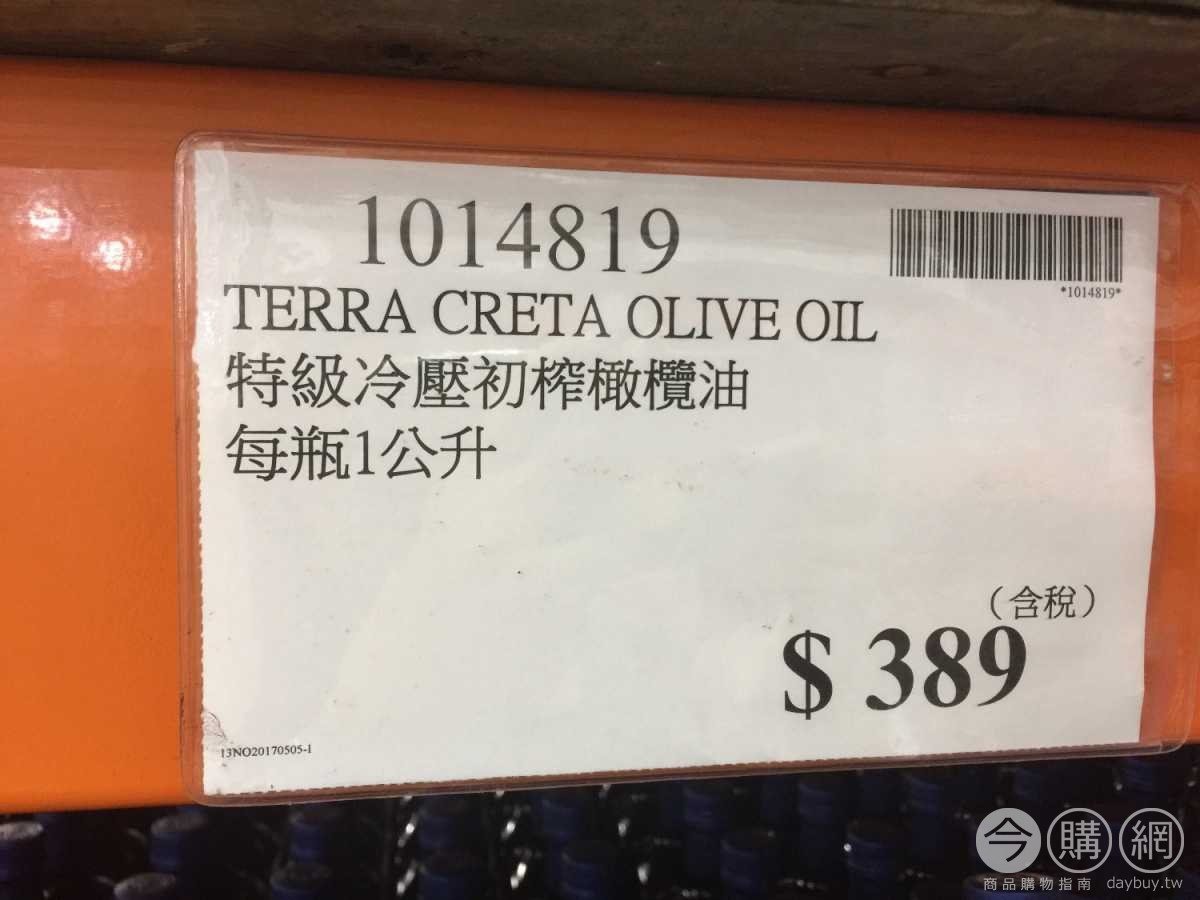 1014819
*1014819*
TERRA CRETA OLIVE OIL
特級冷壓初榨橄欖油
每瓶1公升
（含稅）
$ 389
13NO20170505-1
今購網
商品購物指南 daybuy.tw